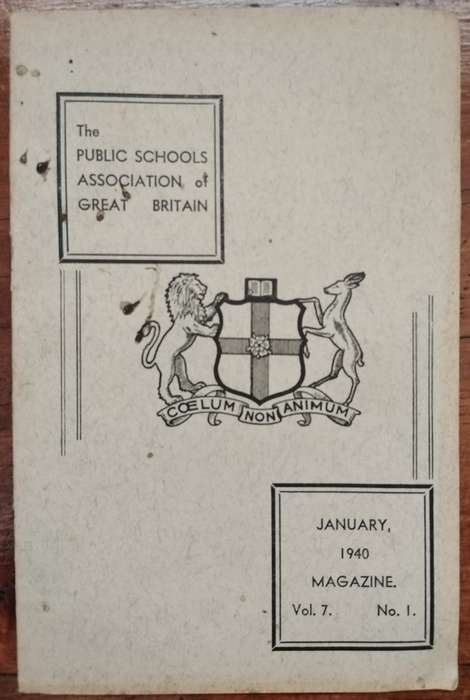 The
PUBLIC SCHOOLS
ASSOCIATION of
GREAT BRITAIN
CŒLUM NON ANIMUM
JANUARY,
1940
MAGAZINE.
Vol. 7. No. 1.